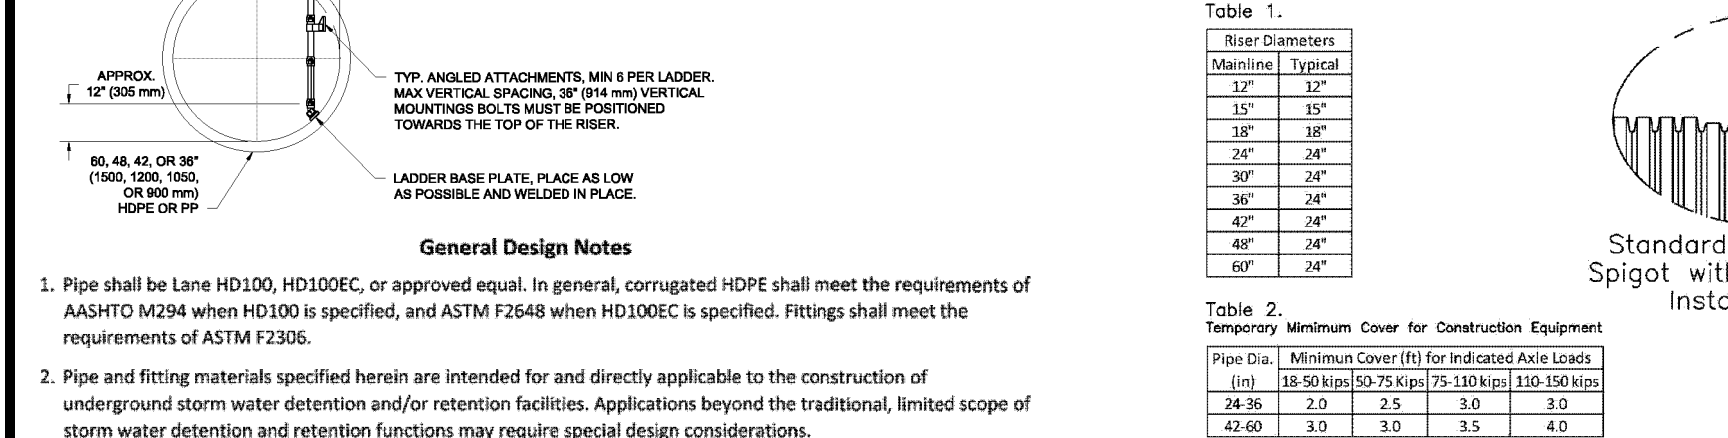 APPROX.
12" (305 mm)
TYP. ANGLED ATTACHMENTS, MIN 6 PER LADDER.
MAX VERTICAL SPACING, 36" (914 mm) VERTICAL
MOUNTINGS BOLTS MUST BE POSITIONED
TOWARDS THE TOP OF THE RISER.
60, 48, 42, OR 36"
(1500, 1200, 1050,
OR 900 mm)
HDPE OR PP
LADDER BASE PLATE, PLACE AS LOW
AS POSSIBLE AND WELDED IN PLACE.
General Design Notes
1. Pipe shall be Lane HD100, HD100EC, or approved equal. In general, corrugated HDPE shall meet the requirements of
AASHTO M294 when HD100 is specified, and ASTM F2648 when HD100EC is specified. Fittings shall meet the
requirements of ASTM F2306.
2. Pipe and fitting materials specified herein are intended for and directly applicable to the construction of
underground storm water detention and/or retention facilities. Applications beyond the traditional, limited scope of
storm water detention and retention functions may require special design considerations.
Table 1.
Riser Diameters
Mainline Typical
12" 12"
15" 15"
18" 18"
24" 24"
30" 24"
36" 24"
42" 24"
48" 24"
60" 24"
Table 2.
Temporary Mimimum Cover for Construction Equipment
Pipe Dia. Minimun Cover (ft) for Indicated Axle Loads
(in) 18-50 kips 50-75 Kips 75-110 kips 110-150 kips
24-36 2.0 2.5 3.0 3.0
42-60 3.0 3.0 3.5 4.0
Standard
Spigot wit
Insta